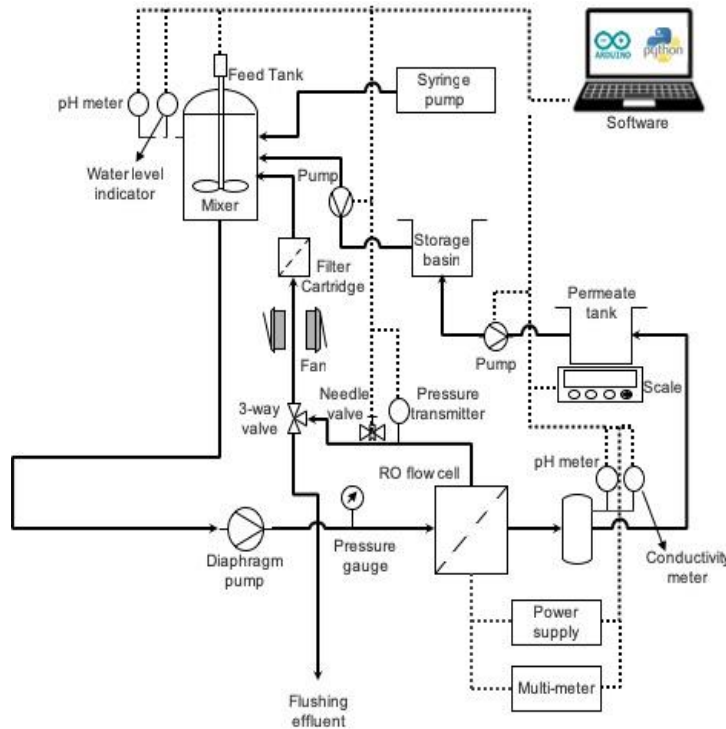 Feed Tank
pH meter
Syringe
pump
ARDUINO
python
Software
Water level
indicator
Mixer
Pump
Storage
basin
Filter
Cartridge
Permeate
tank
Fan
Pump
Scale
3-way
valve
Needle
valve
Pressure
transmitter
RO flow cell
pH meter
Diaphragm
pump
Pressure
gauge
Conductivity
meter
Power
supply
Multi-meter
Flushing
effluent